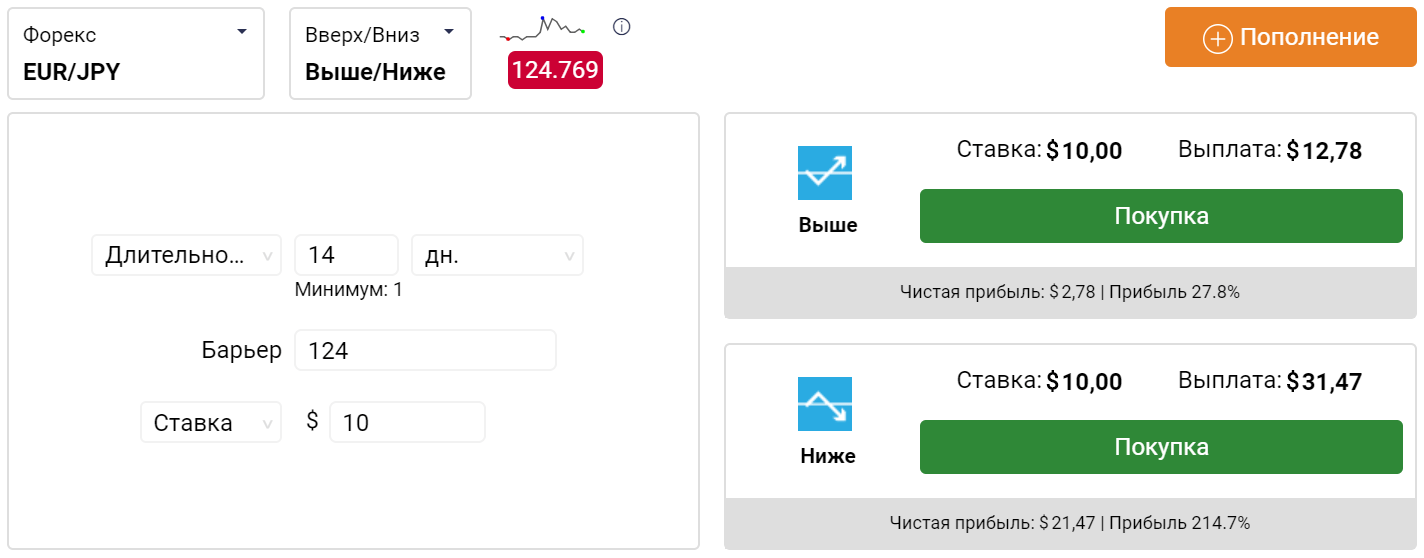 Форекс
EUR/JPY
Вверх/Вниз
Выше/Ниже
124.769
Пополнение
Длительно...
14
дн.
Минимум: 1
Барьер
124
Ставка
$
10
Ставка: $ 10,00
Выплата: $ 12,78
Выше
Покупка
Чистая прибыль: $ 2,78 | Прибыль 27.8%
Ставка: $ 10,00
Выплата: $ 31,47
Ниже
Покупка
Чистая прибыль: $ 21,47 | Прибыль 214.7%